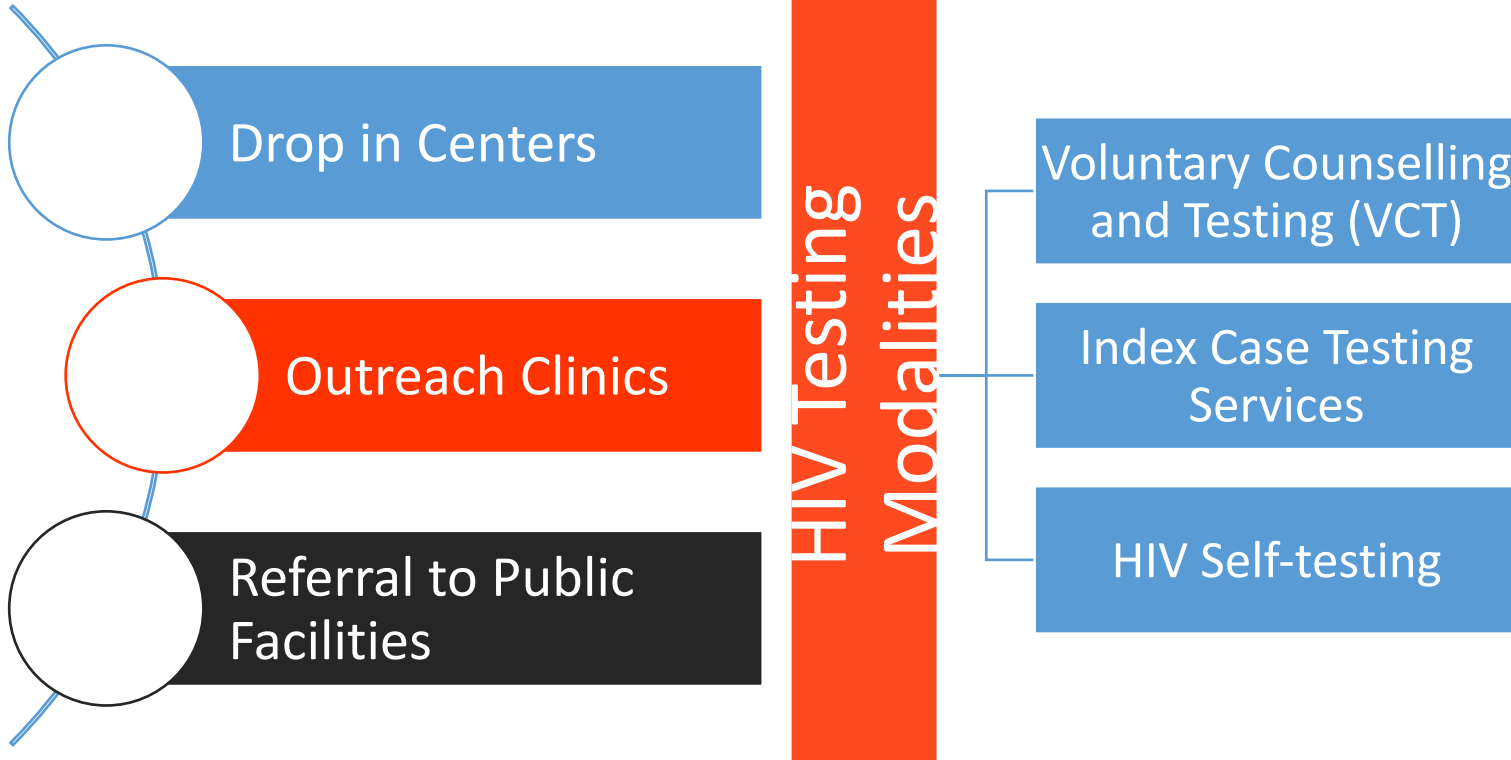 Drop in Centers
Outreach Clinics
Referral to Public
Facilities
HIV Testing
Modalities
Voluntary Counselling
and Testing (VCT)
Index Case Testing
Services
HIV Self-testing